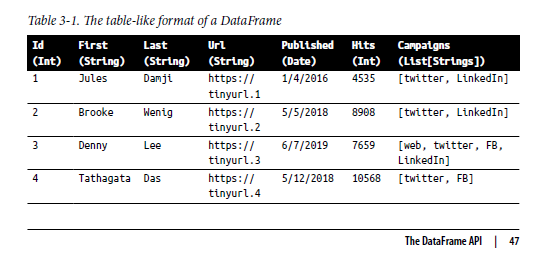 Table 3-1. The table-like format of a DataFrame
Id First Last Url Published Hits Campaigns
(Int) (String) (String) (String) (Date) (Int) (List[Strings])
1 Jules Damji https:// 1/4/2016 4535 [twitter, LinkedIn]
tinyurl.1
2 Brooke Wenig https:// 5/5/2018 8908 [twitter, LinkedIn]
tinyurl.2
3 Denny Lee https:// 6/7/2019 7659 [web, twitter, FB,
tinyurl.3 LinkedIn]
4 Tathagata Das https:// 5/12/2018 10568 [twitter, FB]
tinyurl.4
The DataFrame API | 47